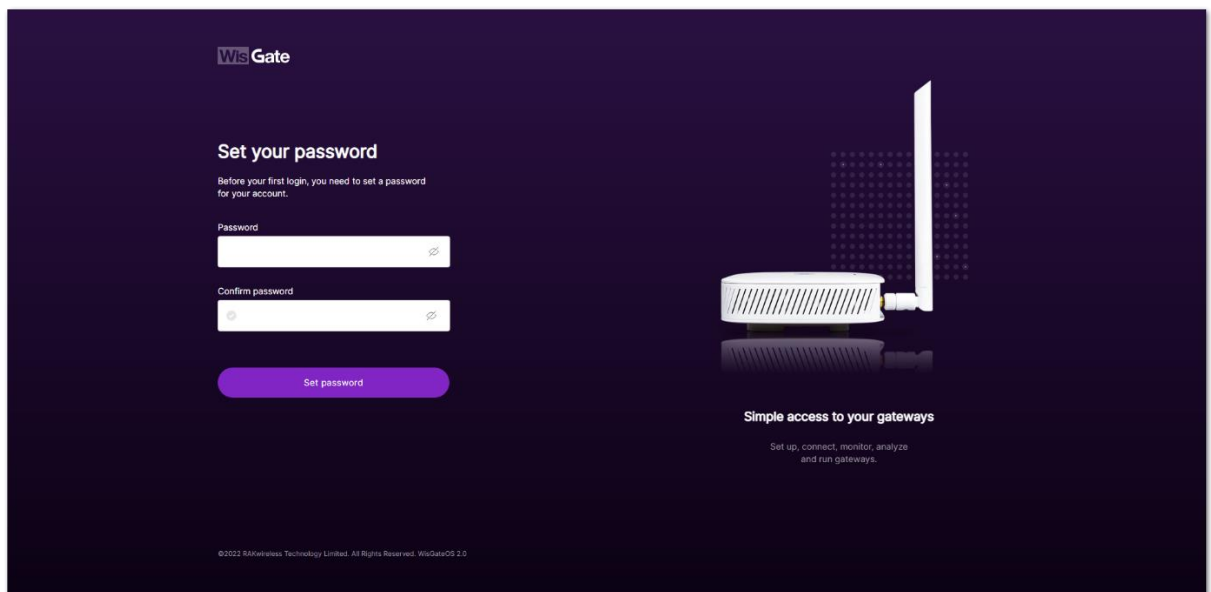 WisGate
Set your password
Before your first login, you need to set a password
for your account.
Password
Confirm password
Set password
Simple access to your gateways
Set up, connect, monitor, analyze
and run gateways.
©2022 RAKwireless Technology Limited. All Rights Reserved. WisGateOS 2.0